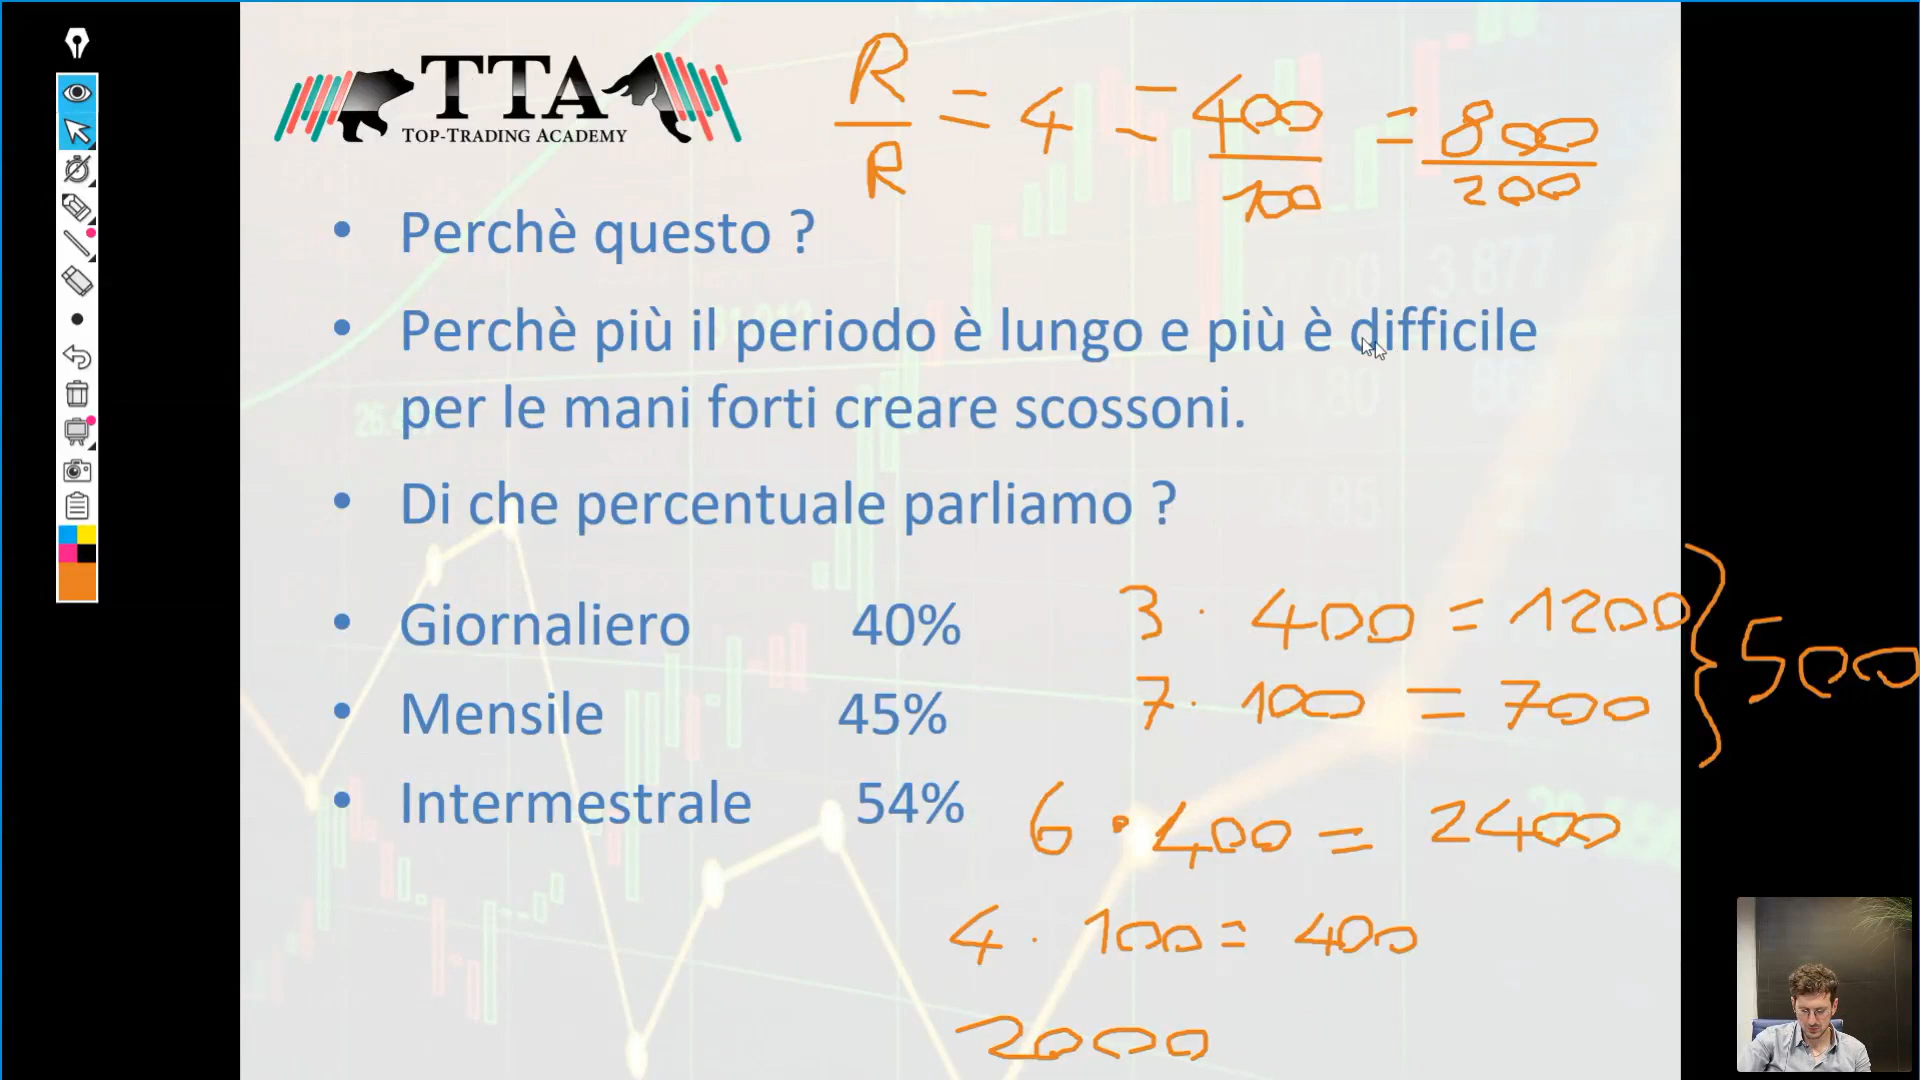 TTA
TOP-TRADING ACADEMY
R/R = 4 = 400/100 = 800/200
• Perchè questo ?
• Perchè più il periodo è lungo e più è difficile
per le mani forti creare scossoni.
• Di che percentuale parliamo ?
• Giornaliero 40%
• Mensile 45%
• Intermestrale 54%
3 · 400 = 1200
7 · 100 = 700
} 500
6 · 400 = 2400
4 · 100 = 400
2000